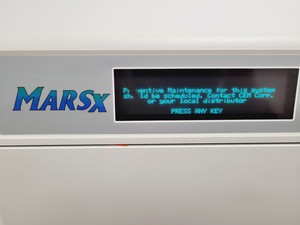 MARSX
Preventive Maintenance for this system
should be scheduled. Contact CEM Corp.
or your local distributor
PRESS ANY KEY